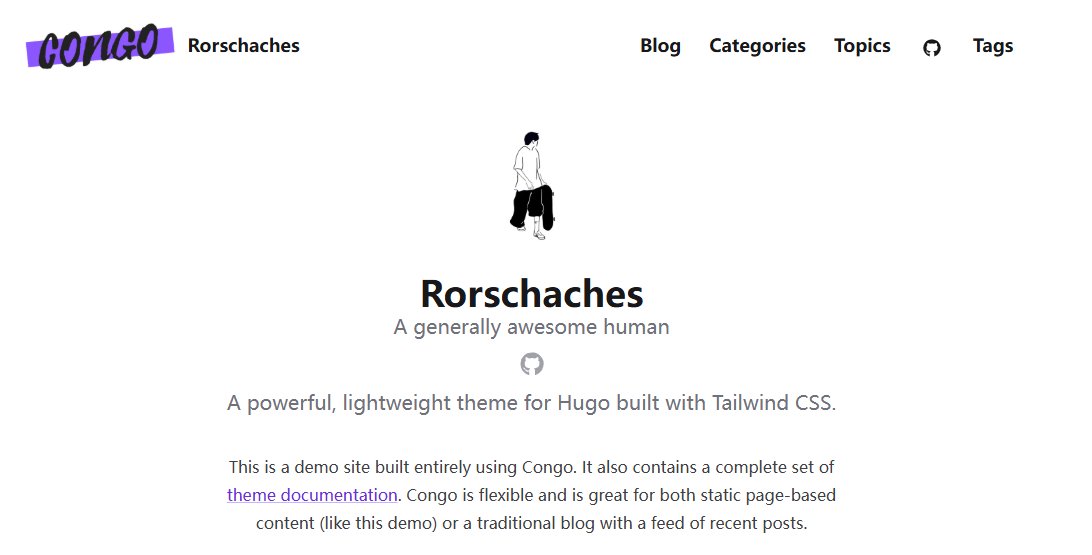 CONGO Rorschaches Blog Categories Topics Tags
Rorschaches
A generally awesome human
A powerful, lightweight theme for Hugo built with Tailwind CSS.
This is a demo site built entirely using Congo. It also contains a complete set of
theme documentation. Congo is flexible and is great for both static page-based
content (like this demo) or a traditional blog with a feed of recent posts.